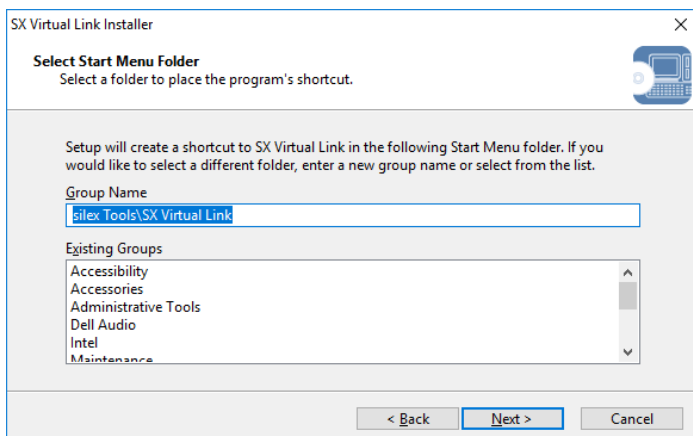 SX Virtual Link Installer
Select Start Menu Folder
Select a folder to place the program's shortcut.
Setup will create a shortcut to SX Virtual Link in the following Start Menu folder. If you
would like to select a different folder, enter a new group name or select from the list.
Group Name
silex Tools\SX Virtual Link
Existing Groups
Accessibility
Accessories
Administrative Tools
Dell Audio
Intel
Maintenance
< Back Next > Cancel